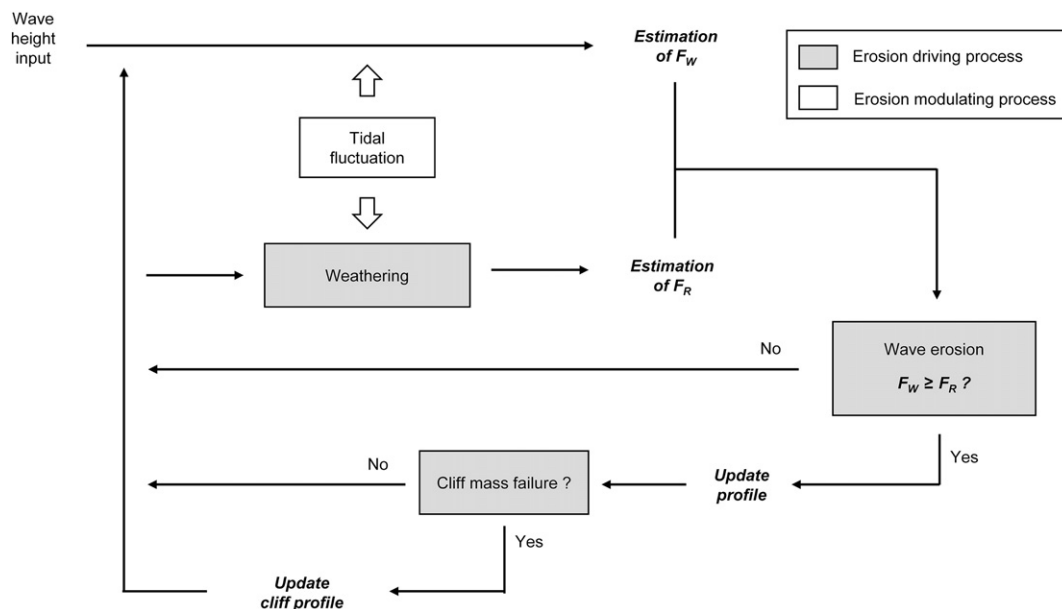 Wave
height
input
Estimation
of F_W
Erosion driving process
Erosion modulating process
Tidal
fluctuation
Weathering
Estimation
of F_R
No
Wave erosion
F_W ≥ F_R ?
Yes
No
Cliff mass failure ?
Update
profile
Yes
Update
cliff profile